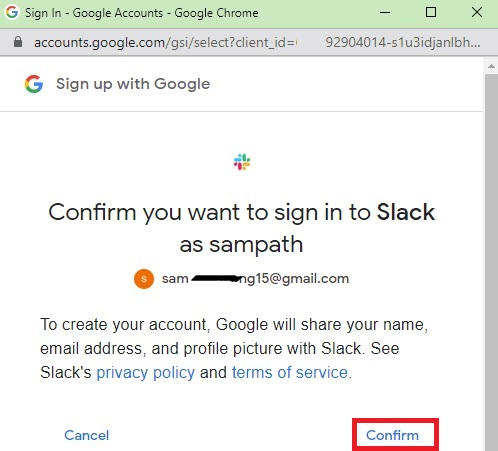 Sign In - Google Accounts - Google Chrome
accounts.google.com/gsi/select?client_id= 92904014-s1u3idjanlbh...
Sign up with Google
Confirm you want to sign in to Slack
as sampath
s
sam ng15@gmail.com
To create your account, Google will share your name,
email address, and profile picture with Slack. See
Slack's privacy policy and terms of service.
Cancel Confirm